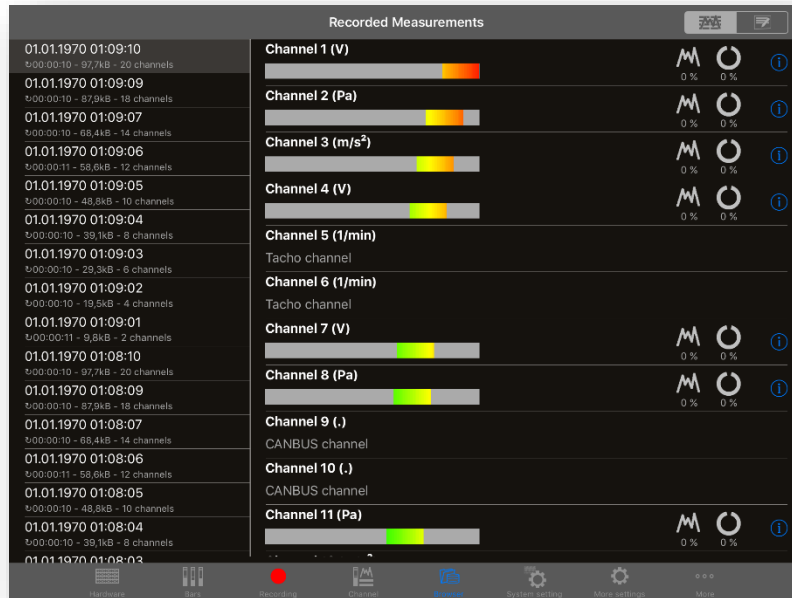 Recorded Measurements
01.01.1970 01:09:10
↻00:00:10 - 97,7kB - 20 channels
01.01.1970 01:09:09
↻00:00:10 - 87,9kB - 18 channels
01.01.1970 01:09:07
↻00:00:10 - 68,4kB - 14 channels
01.01.1970 01:09:06
↻00:00:11 - 58,6kB - 12 channels
01.01.1970 01:09:05
↻00:00:10 - 48,8kB - 10 channels
01.01.1970 01:09:04
↻00:00:10 - 39,1kB - 8 channels
01.01.1970 01:09:03
↻00:00:10 - 29,3kB - 6 channels
01.01.1970 01:09:02
↻00:00:10 - 19,5kB - 4 channels
01.01.1970 01:09:01
↻00:00:11 - 9,8kB - 2 channels
01.01.1970 01:08:10
↻00:00:10 - 97,7kB - 20 channels
01.01.1970 01:08:09
↻00:00:10 - 87,9kB - 18 channels
01.01.1970 01:08:07
↻00:00:10 - 68,4kB - 14 channels
01.01.1970 01:08:06
↻00:00:11 - 58,6kB - 12 channels
01.01.1970 01:08:05
↻00:00:10 - 48,8kB - 10 channels
01.01.1970 01:08:04
↻00:00:10 - 39,1kB - 8 channels
01.01.1970 01:08:03
Channel 1 (V)
0 % 0 %
Channel 2 (Pa)
0 % 0 %
Channel 3 (m/s²)
0 % 0 %
Channel 4 (V)
0 % 0 %
Channel 5 (1/min)
Tacho channel
Channel 6 (1/min)
Tacho channel
Channel 7 (V)
0 % 0 %
Channel 8 (Pa)
0 % 0 %
Channel 9 (.)
CANBUS channel
Channel 10 (.)
CANBUS channel
Channel 11 (Pa)
0 % 0 %
Hardware Bars Recording Channel System setting More settings More